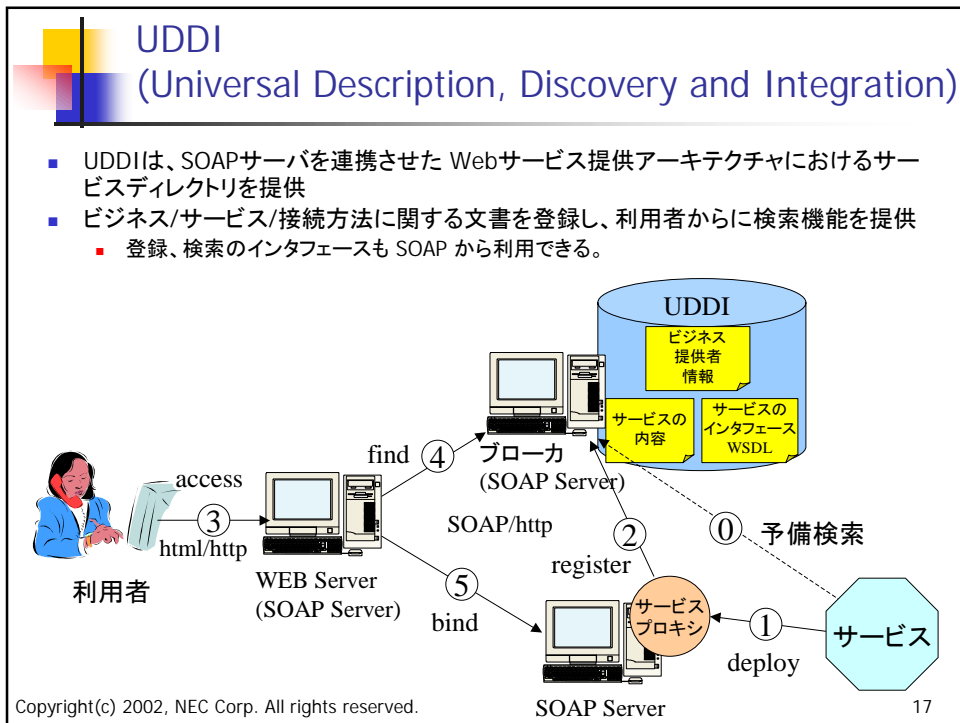 UDDI
(Universal Description, Discovery and Integration)
UDDIは、SOAPサーバを連携させた Webサービス提供アーキテクチャにおけるサー
ビスディレクトリを提供
ビジネス/サービス/接続方法に関する文書を登録し、利用者からに検索機能を提供
登録、検索のインタフェースも SOAP から利用できる。
UDDI
ビジネス
提供者
情報
サービスの
内容
サービスの
インタフェース
WSDL
find
④
ブローカ
(SOAP Server)
access
③
html/http
SOAP/http
②
register
⓪
予備検索
利用者
WEB Server
(SOAP Server)
⑤
bind
サービス
プロキシ
①
deploy
サービス
SOAP Server
Copyright(c) 2002, NEC Corp. All rights reserved.
17